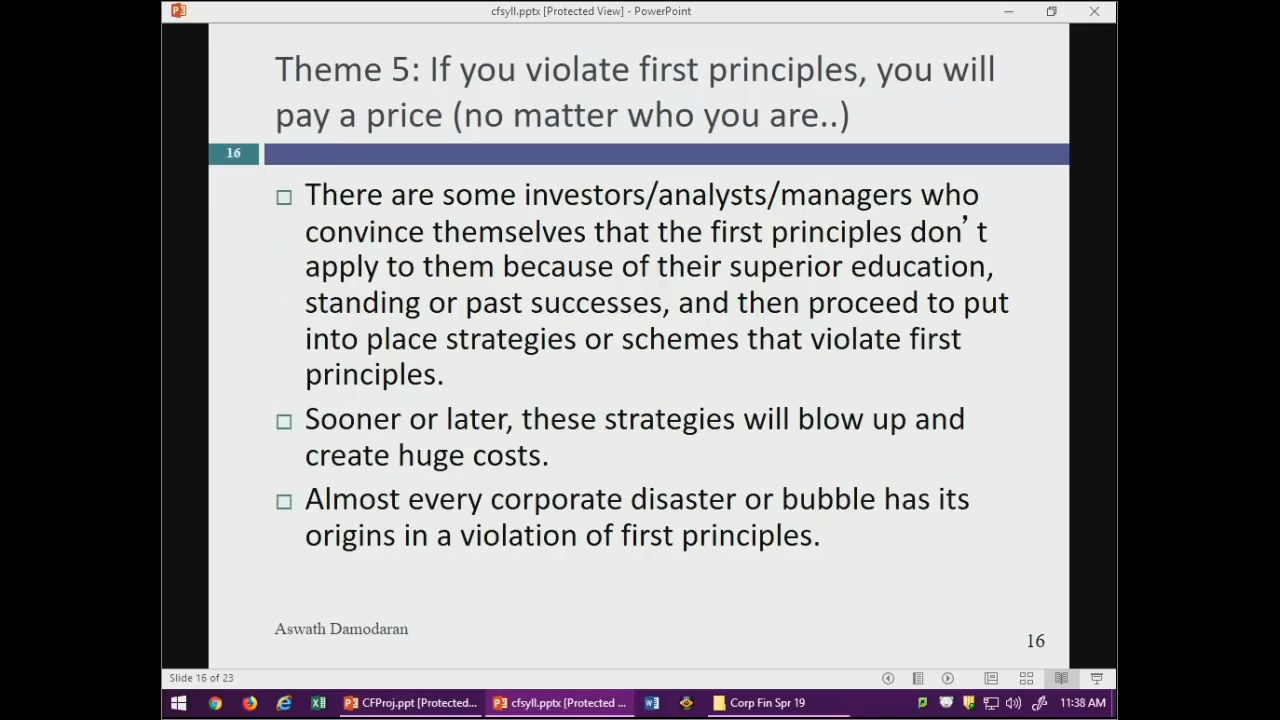 cfsyll.pptx [Protected View] - PowerPoint
Theme 5: If you violate first principles, you will
pay a price (no matter who you are..)
16
There are some investors/analysts/managers who
convince themselves that the first principles don’ t
apply to them because of their superior education,
standing or past successes, and then proceed to put
into place strategies or schemes that violate first
principles.
Sooner or later, these strategies will blow up and
create huge costs.
Almost every corporate disaster or bubble has its
origins in a violation of first principles.
Aswath Damodaran
16
Slide 16 of 23
CFProj.ppt [Protected...
cfsyll.pptx [Protected ...
Corp Fin Spr 19
11:38 AM